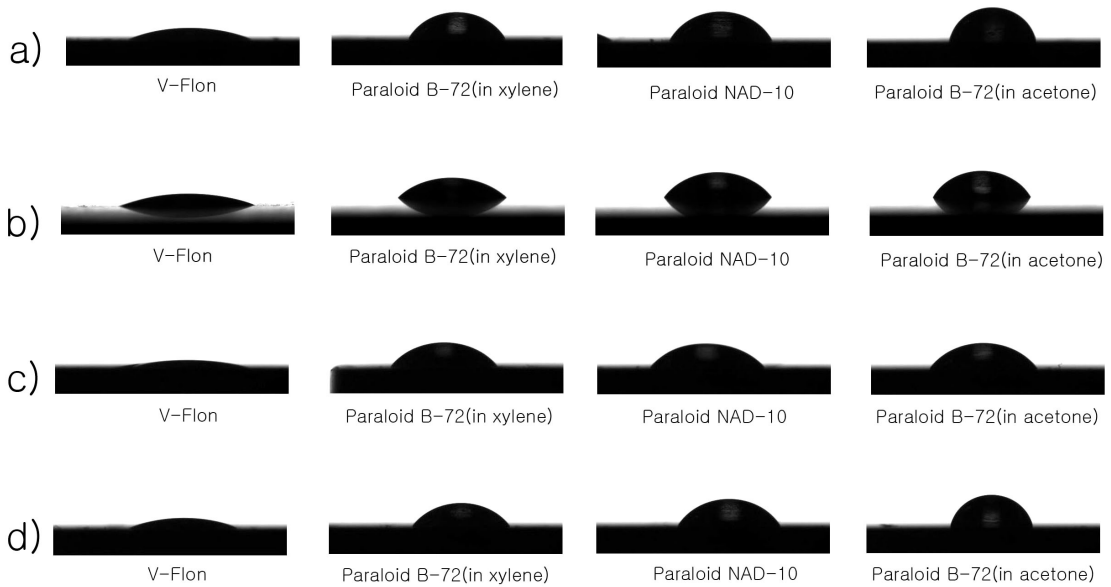 a)
V-Flon
Paraloid B-72(in xylene)
Paraloid NAD-10
Paraloid B-72(in acetone)
b)
V-Flon
Paraloid B-72(in xylene)
Paraloid NAD-10
Paraloid B-72(in acetone)
c)
V-Flon
Paraloid B-72(in xylene)
Paraloid NAD-10
Paraloid B-72(in acetone)
d)
V-Flon
Paraloid B-72(in xylene)
Paraloid NAD-10
Paraloid B-72(in acetone)